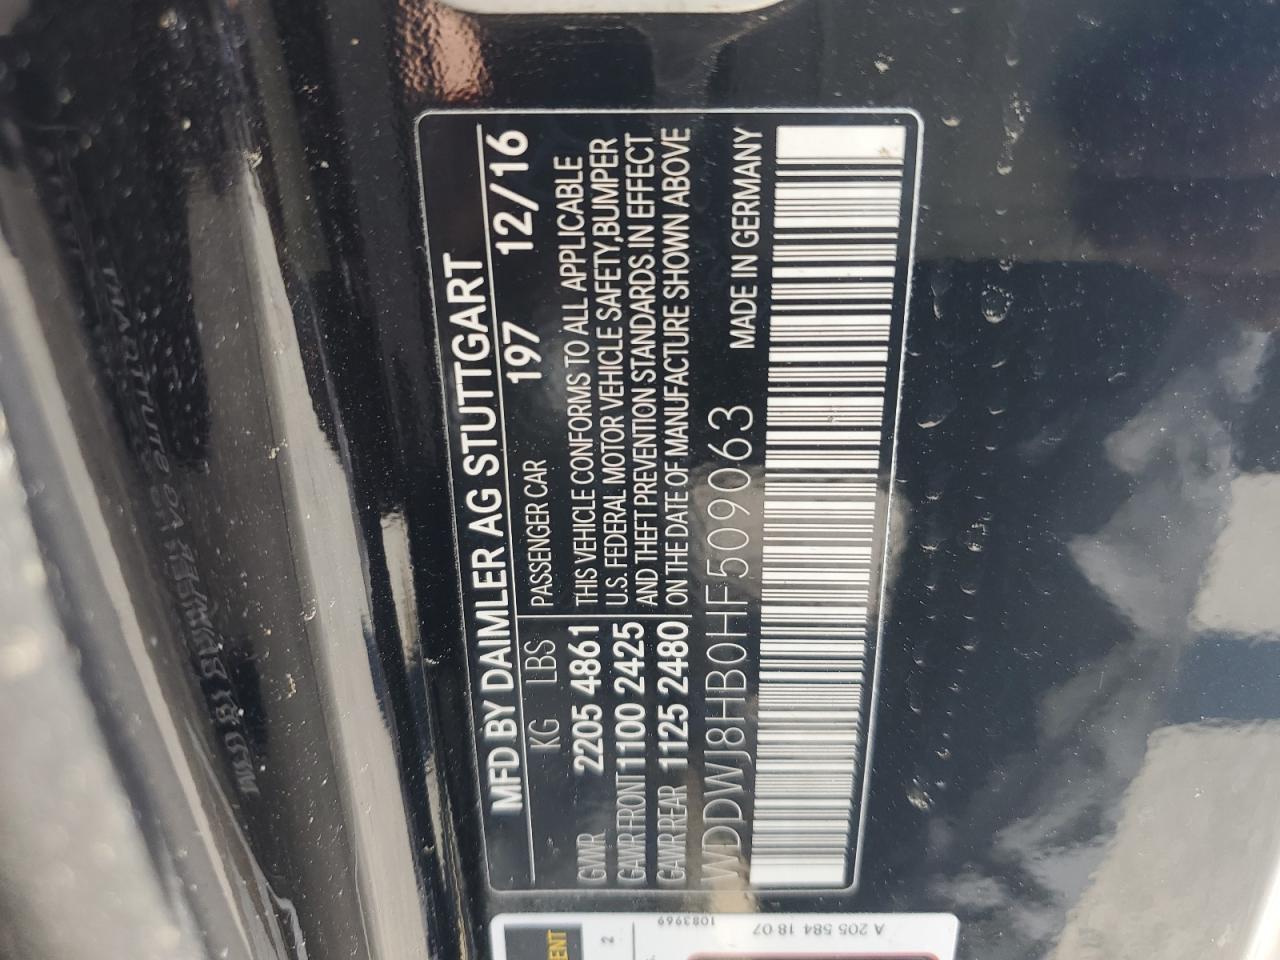 MFD BY DAIMLER AG STUTTGART
KG LBS PASSENGER CAR 197 12/16
GVWR 2205 4861
GAWR FRONT 1100 2425
GAWR REAR 1125 2480
THIS VEHICLE CONFORMS TO ALL APPLICABLE
U.S. FEDERAL MOTOR VEHICLE SAFETY, BUMPER
AND THEFT PREVENTION STANDARDS IN EFFECT
ON THE DATE OF MANUFACTURE SHOWN ABOVE
WDDWJ8HB0HF509063 MADE IN GERMANY
1083969
A 205 584 18 07
2